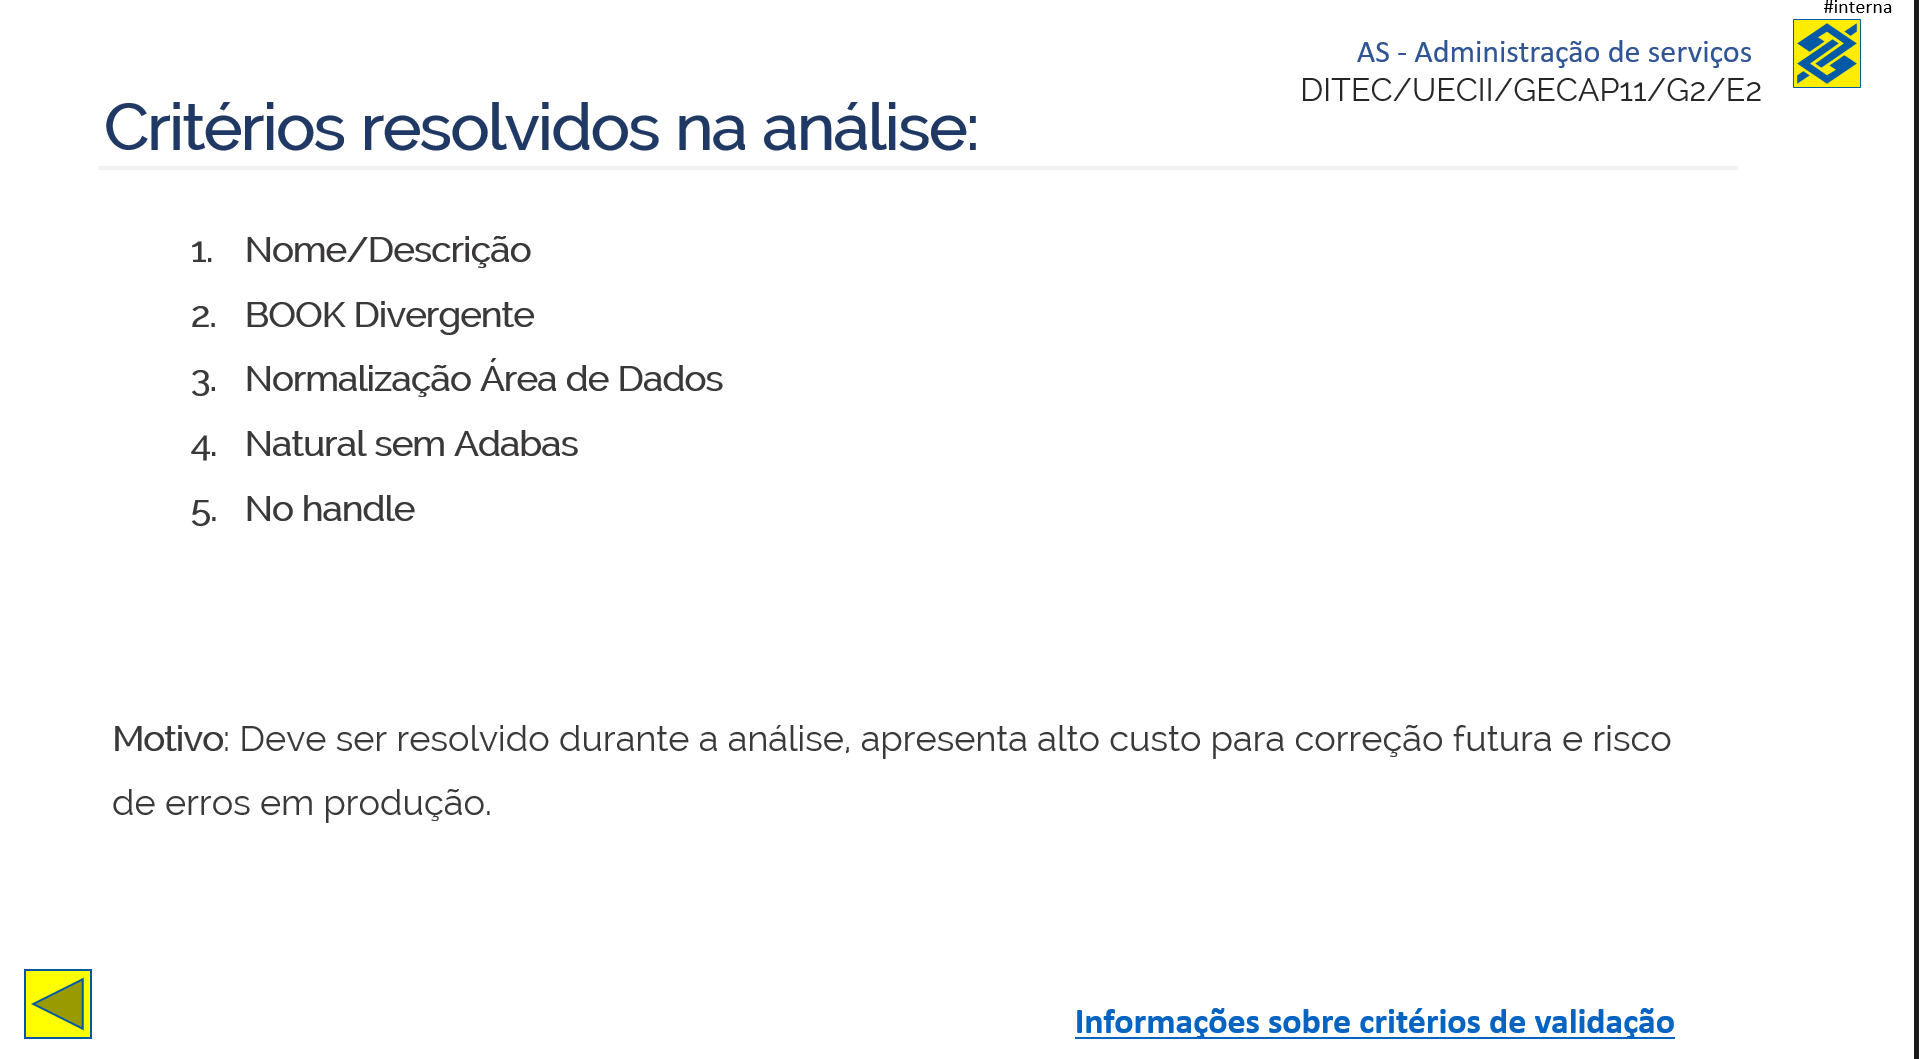 #interna
AS - Administração de serviços
DITEC/UECII/GECAP11/G2/E2
Critérios resolvidos na análise:
1. Nome/Descrição
2. BOOK Divergente
3. Normalização Área de Dados
4. Natural sem Adabas
5. No handle
Motivo: Deve ser resolvido durante a análise, apresenta alto custo para correção futura e risco
de erros em produção.
Informações sobre critérios de validação